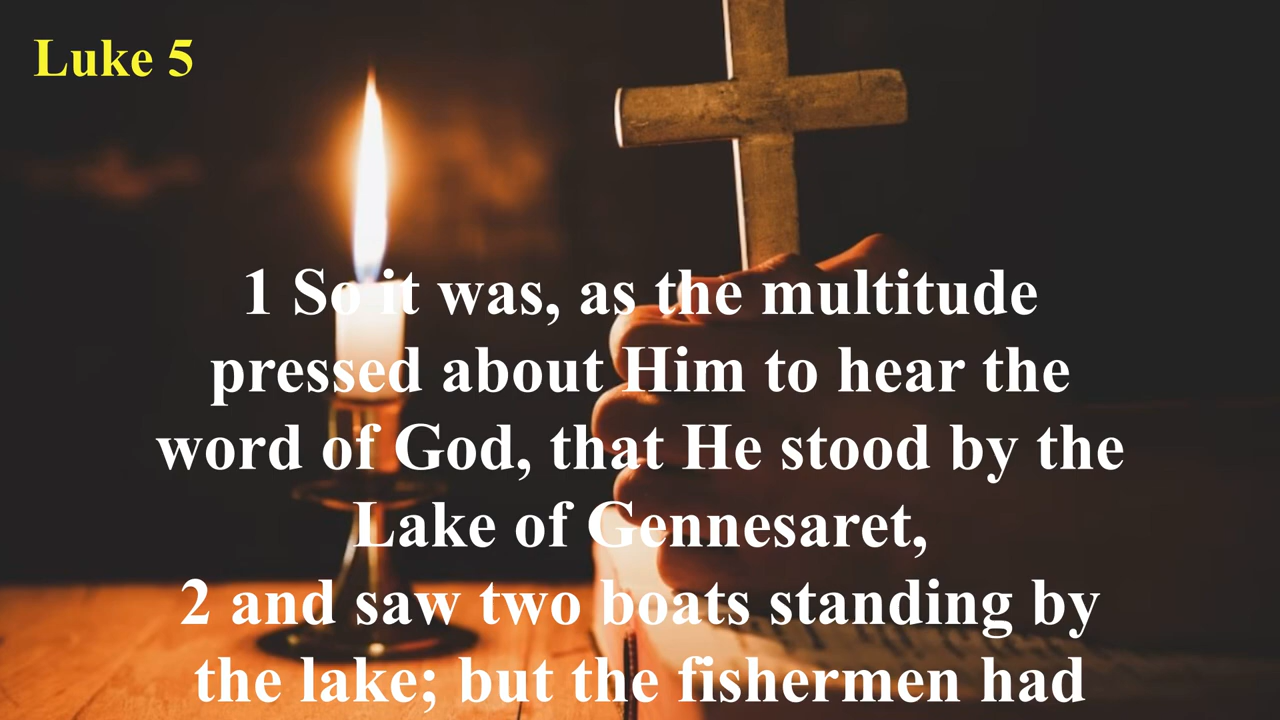 Luke 5
1 So it was, as the multitude
pressed about Him to hear the
word of God, that He stood by the
Lake of Gennesaret,
2 and saw two boats standing by
the lake; but the fishermen had